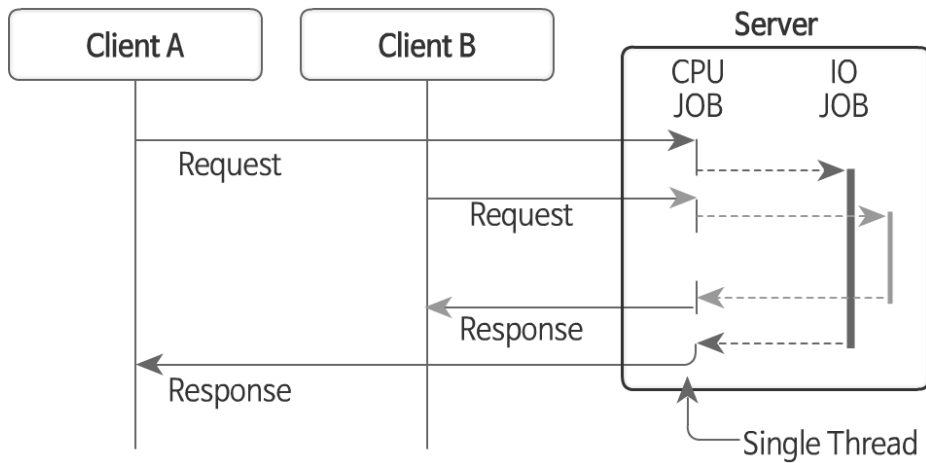 Server
Client A
Client B
CPU
JOB
IO
JOB
Request
Request
Response
Response
Single Thread